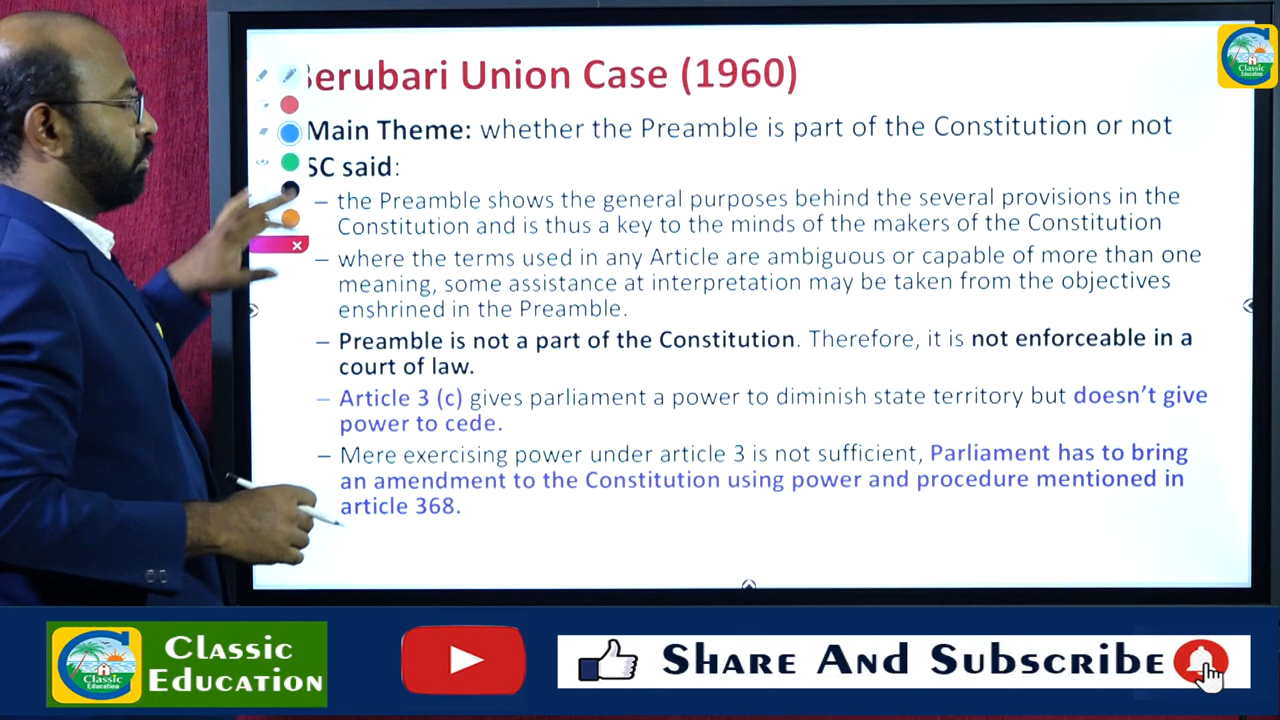 Classic
Education
Berubari Union Case (1960)
Main Theme: whether the Preamble is part of the Constitution or not
SC said:
– the Preamble shows the general purposes behind the several provisions in the
Constitution and is thus a key to the minds of the makers of the Constitution
– where the terms used in any Article are ambiguous or capable of more than one
meaning, some assistance at interpretation may be taken from the objectives
enshrined in the Preamble.
– Preamble is not a part of the Constitution. Therefore, it is not enforceable in a
court of law.
– Article 3 (c) gives parliament a power to diminish state territory but doesn’t give
power to cede.
– Mere exercising power under article 3 is not sufficient, Parliament has to bring
an amendment to the Constitution using power and procedure mentioned in
article 368.
Classic
Education
Classic
Education
Share And Subscribe